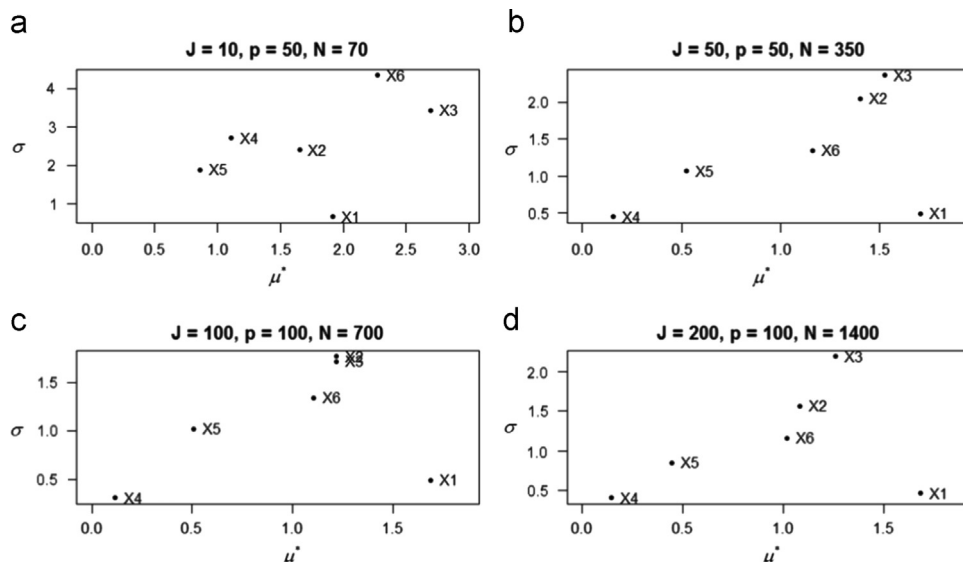 a
J = 10, p = 50, N = 70
σ
4
3
2
1
X6
X3
X4
X2
X5
X1
0.0 0.5 1.0 1.5 2.0 2.5 3.0
μ*
b
J = 50, p = 50, N = 350
σ
2.0
1.5
1.0
0.5
X3
X2
X6
X5
X4
X1
0.0 0.5 1.0 1.5
μ*
c
J = 100, p = 100, N = 700
σ
1.5
1.0
0.5
X2
X6
X5
X1
X4
0.0 0.5 1.0 1.5
μ*
d
J = 200, p = 100, N = 1400
σ
2.0
1.5
1.0
0.5
X3
X2
X6
X5
X4
X1
0.0 0.5 1.0 1.5
μ*